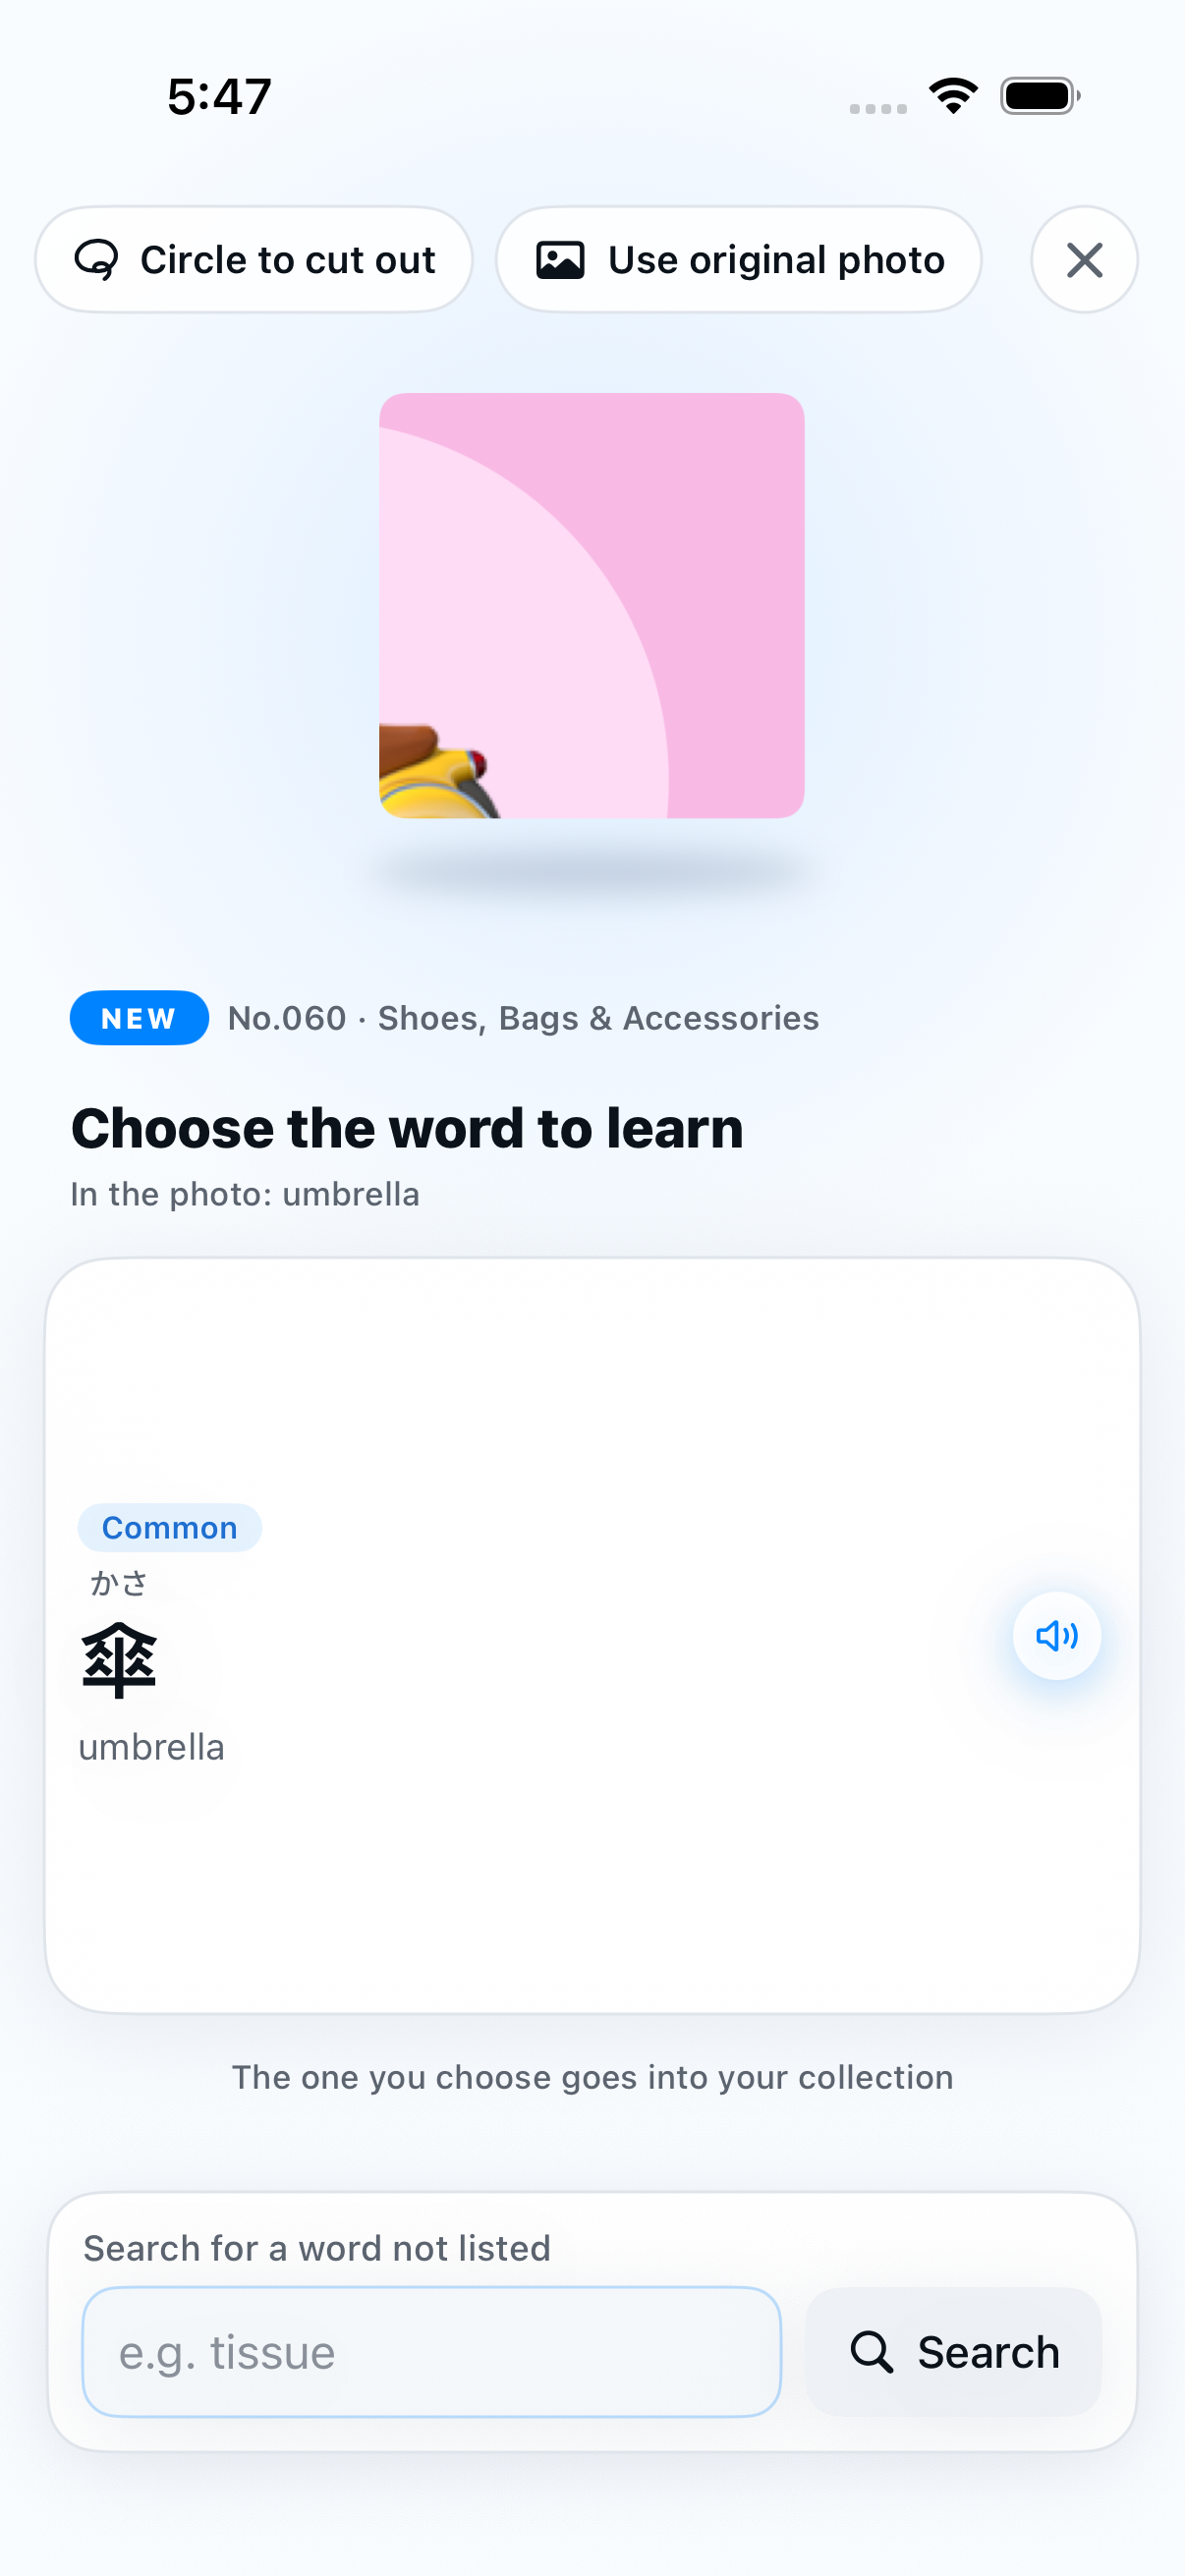 5:47
Circle to cut out
Use original photo
NEW No.060 · Shoes, Bags & Accessories
Choose the word to learn
In the photo: umbrella
Common
かさ
傘
umbrella
The one you choose goes into your collection
Search for a word not listed
e.g. tissue
Search